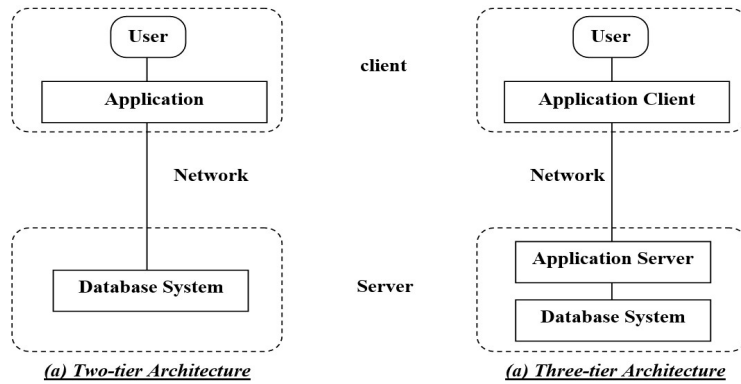 User
Application
Network
Database System
(a) Two-tier Architecture
client
Server
User
Application Client
Network
Application Server
Database System
(a) Three-tier Architecture